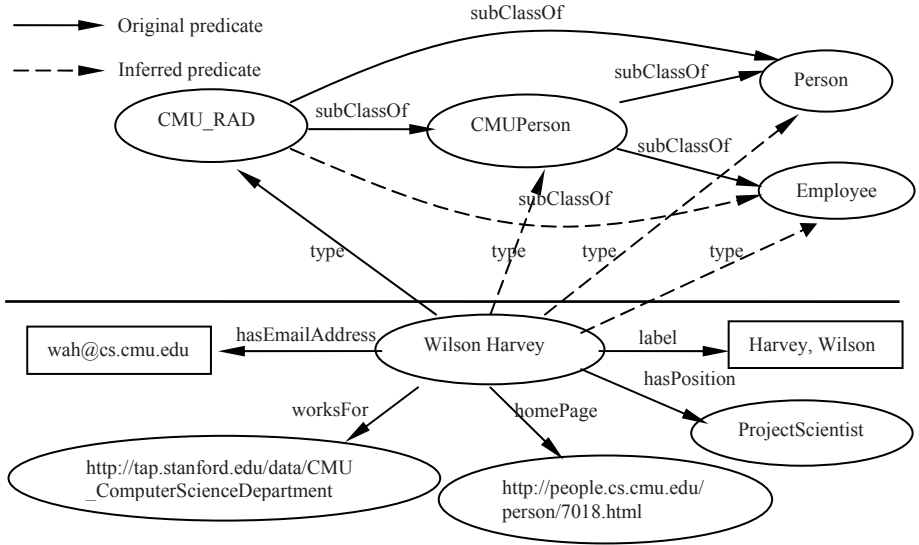 subClassOf
Original predicate
Inferred predicate
subClassOf
Person
CMU_RAD
subClassOf
CMUPerson
subClassOf
Employee
subClassOf
type
type
type
hasEmailAddress
Wilson Harvey
label
wah@cs.cmu.edu
Harvey, Wilson
hasPosition
worksFor
homePage
ProjectScientist
http://tap.stanford.edu/data/CMU
_ComputerScienceDepartment
http://people.cs.cmu.edu/
person/7018.html